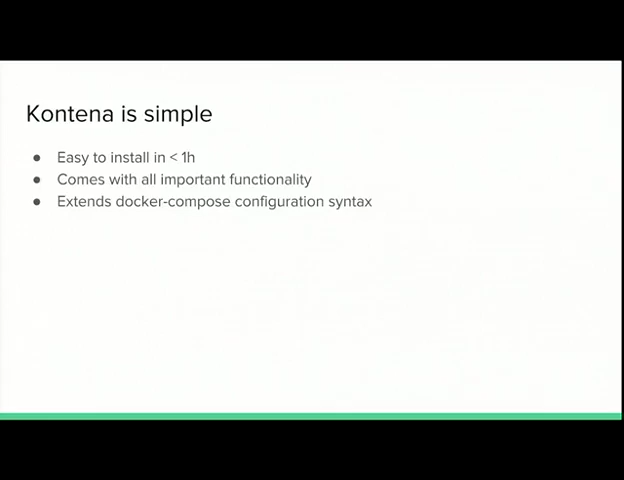 Kontena is simple
● Easy to install in < 1h
● Comes with all important functionality
● Extends docker-compose configuration syntax